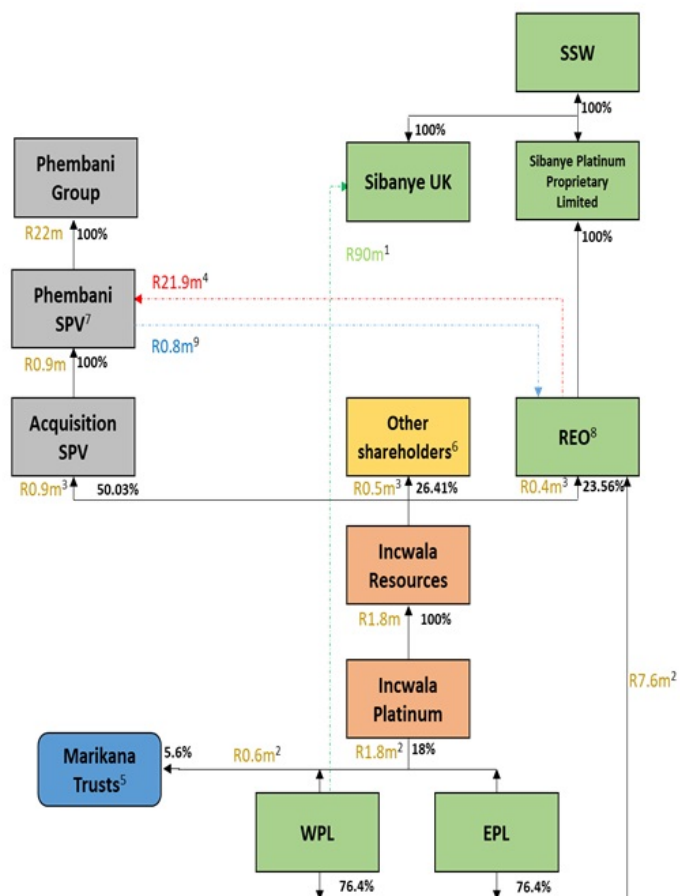 SSW
100%
100%
Phembani
Group
Sibanye UK
Sibanye Platinum
Proprietary
Limited
R22m 100%
R90m¹
100%
Phembani
SPV⁷
R21.9m⁴
R0.8m⁹
R0.9m 100%
Acquisition
SPV
Other
shareholders⁶
REO⁸
R0.9m³ 50.03%
R0.5m³ 26.41%
R0.4m³ 23.56%
Incwala
Resources
R1.8m 100%
Incwala
Platinum
R7.6m²
Marikana
Trusts⁵
5.6%
R0.6m²
R1.8m² 18%
WPL
EPL
76.4%
76.4%